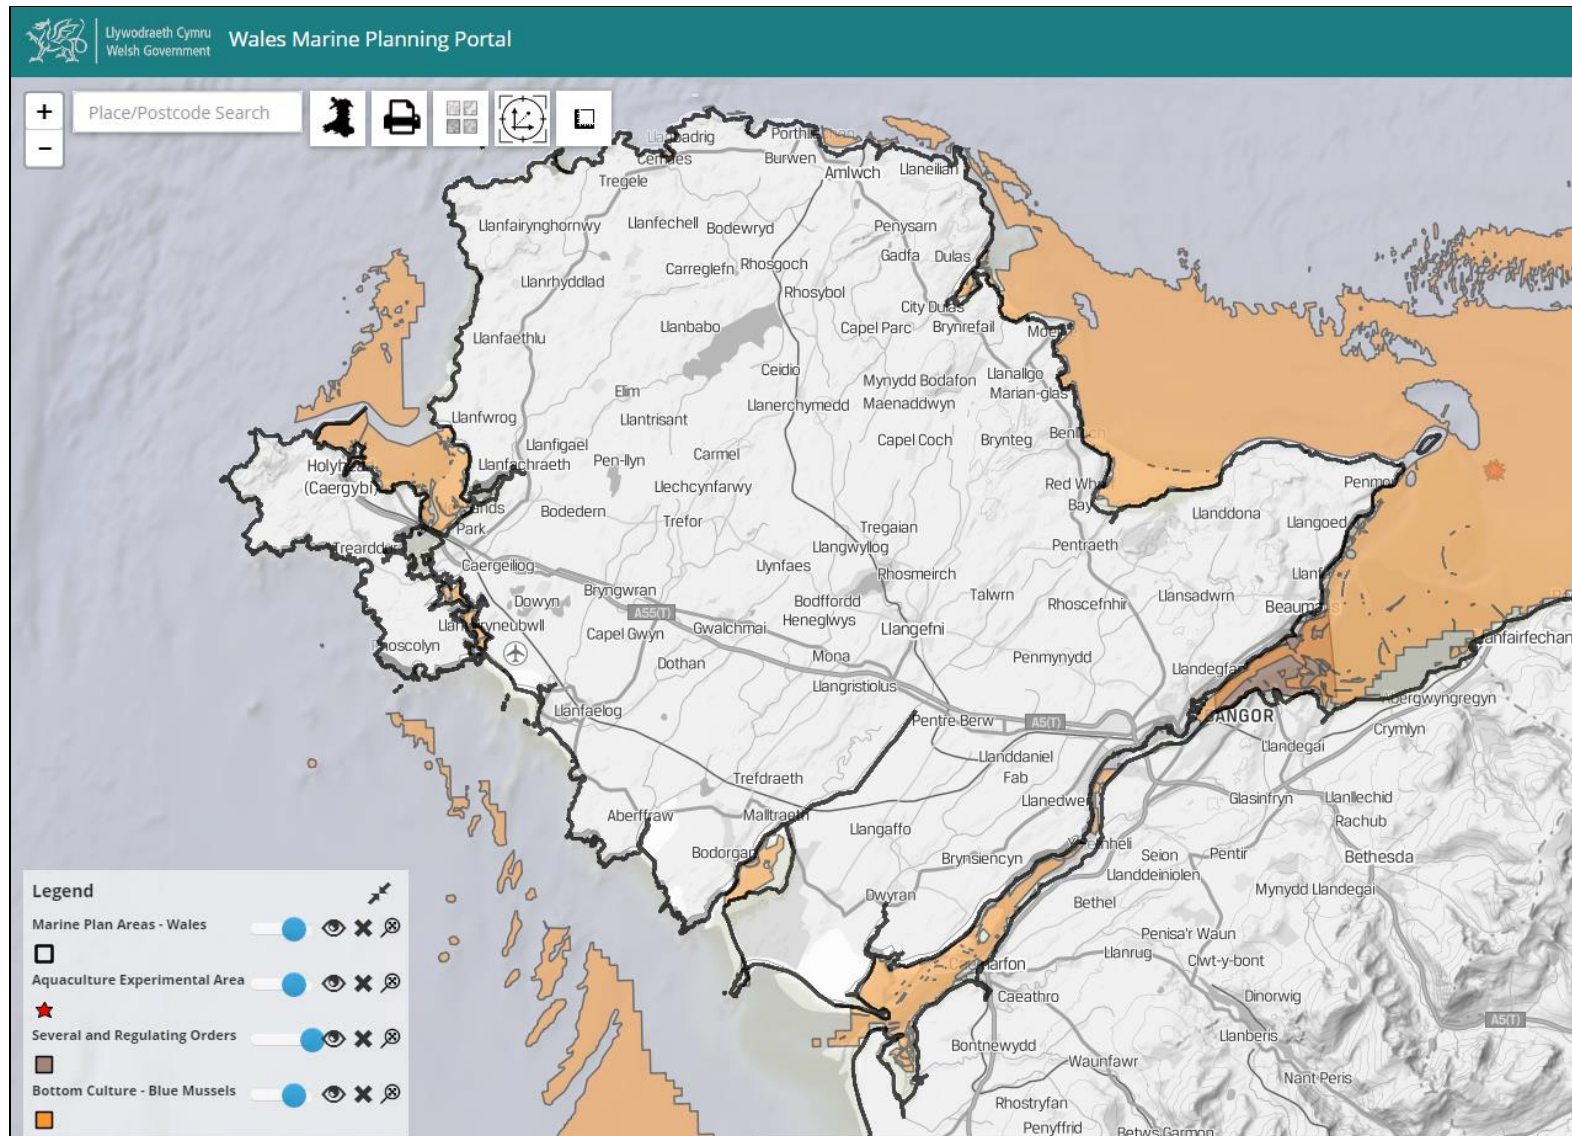 Llywodraeth Cymru
Welsh Government
Wales Marine Planning Portal
+
Place/Postcode Search
−
Porthll
Cemaes
Burwen
Amlwch
Llaneilian
Tregele
Llanfairynghornwy
Llanfechell
Bodewryd
Penysarn
Carreglefn
Rhosgoch
Gadfa
Dulas
Llanrhyddlad
Rhosybol
City Dulas
Llanbabo
Capel Parc
Brynrefail
Llanfaethlu
Ceidio
Mynydd Bodafon
Llanallgo
Marian-glas
Elim
Llanfwrog
Llantrisant
Llanerchymedd
Maenaddwyn
Llanfigael
Capel Coch
Brynteg
Pen-llyn
Carmel
Llanfachraeth
Holyhead
(Caergybi)
Llechcynfarwy
Red Wh
Bay
Penmon
Park
Bodedern
Trefor
Tregaian
Llanddona
Llangoed
Llangwyllog
Pentraeth
Caergeiliog
Llynfaes
Rhosmeirch
Bryngwran
Dowyn
Bodffordd
Talwrn
Rhoscefnhir
Llansadwrn
A55(T)
Heneglwys
Capel Gwyn
Gwalchmai
Llangefni
Rhoscolyn
Dothan
Mona
Penmynydd
Llandegfan
Llangristiolus
Abergwyngregyn
Llanfaelog
Pentre Berw
A5(T)
BANGOR
Crymlyn
Llanddaniel
Fab
Llandegai
Trefdraeth
Llanedwen
Glasinfryn
Llanllechid
Aberffraw
Malltraeth
Rachub
Llangaffo
Bodorgan
Brynsiencyn
Seion
Pentir
Bethesda
Llanddeiniolen
Mynydd Llandegai
Dwyran
Bethel
Penisa'r Waun
Llanrug
Clwt-y-bont
Caeathro
Dinorwig
A5(T)
Llanberis
Bontnewydd
Waunfawr
Nant Peris
Rhostryfan
Penyffrid
Betws Garmon
Legend
Marine Plan Areas - Wales
Aquaculture Experimental Area
Several and Regulating Orders
Bottom Culture - Blue Mussels